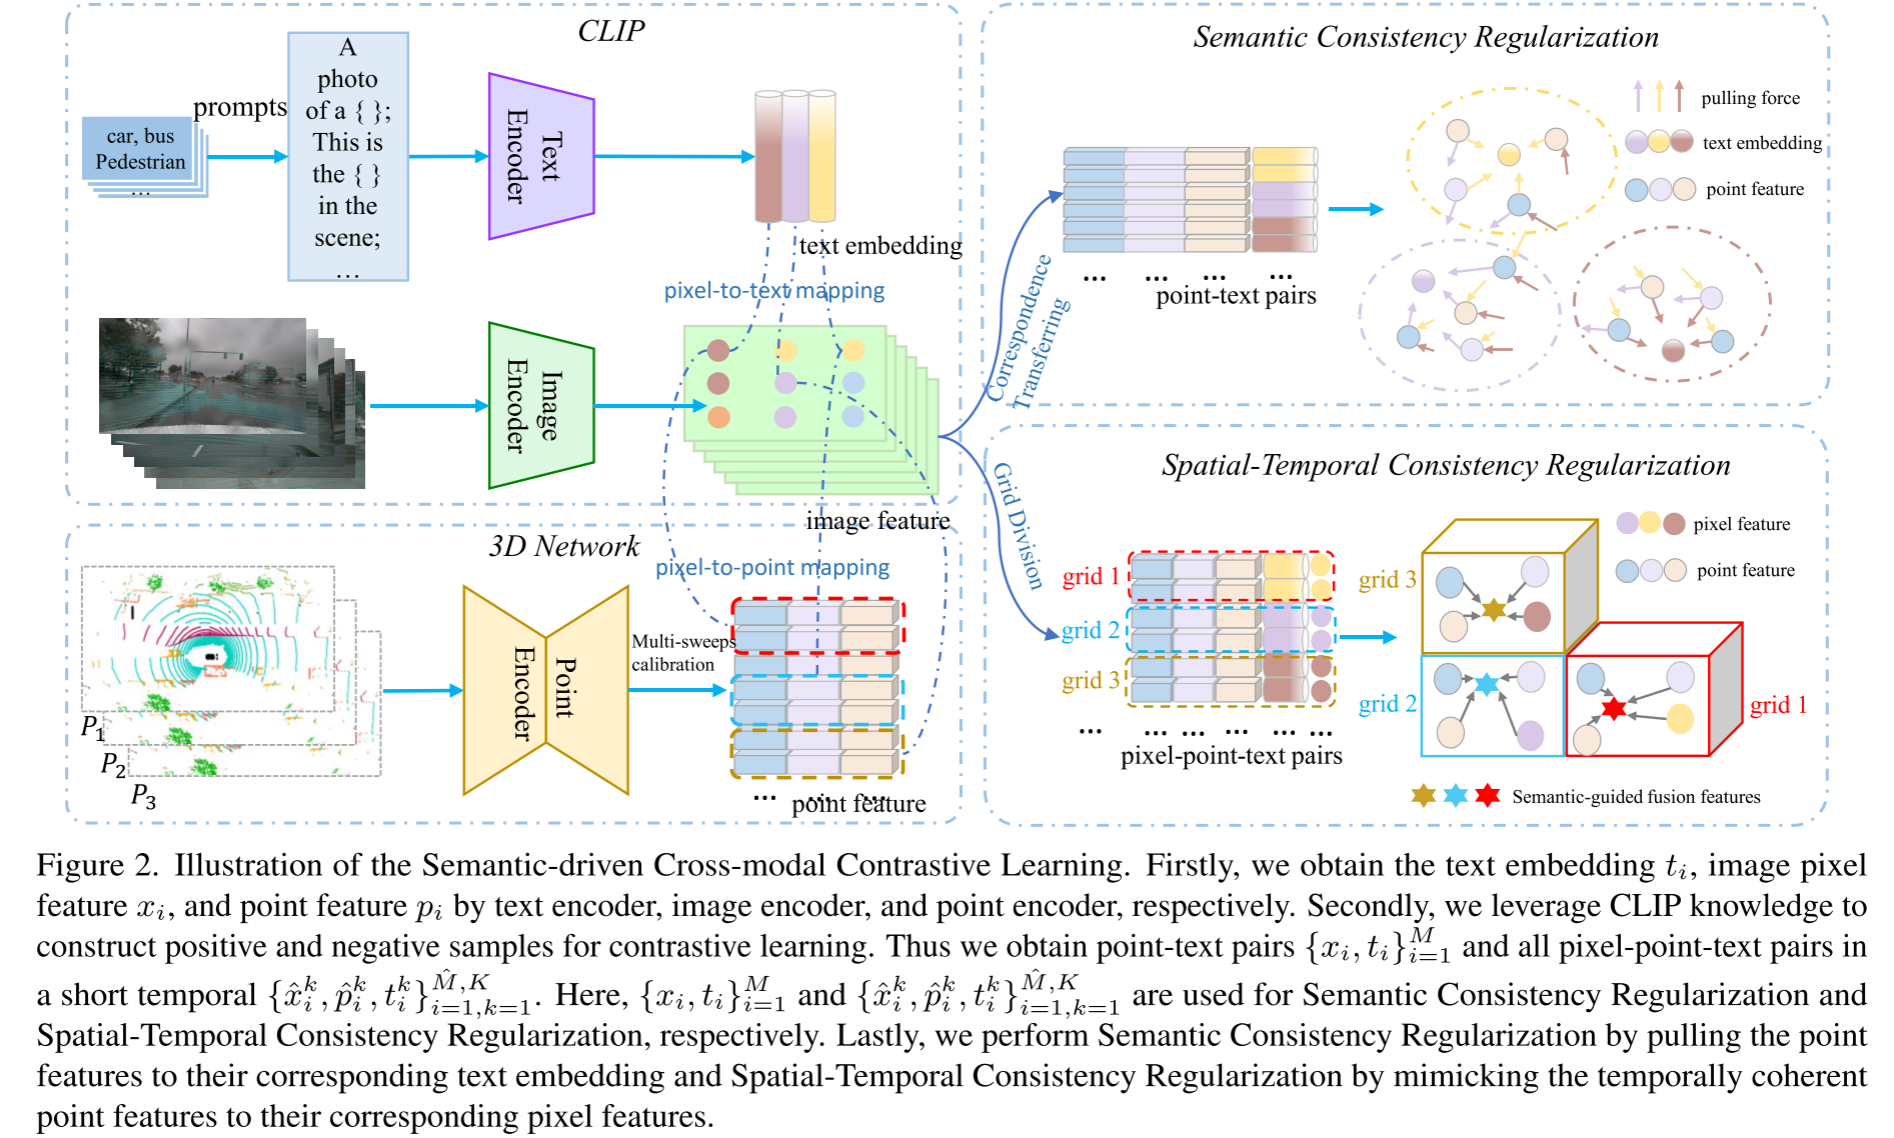 CLIP
car, bus
Pedestrian
...
prompts
A
photo
of a { };
This is
the { }
in the
scene;
...
Text
Encoder
text embedding
pixel-to-text mapping
Image
Encoder
image feature
3D Network
pixel-to-point mapping
P1
P2
P3
Point
Encoder
Multi-sweeps
calibration
... ... ...
point feature
Correspondence
Transferring
Grid Division
Semantic Consistency Regularization
... ... ... ...
point-text pairs
pulling force
text embedding
point feature
Spatial-Temporal Consistency Regularization
grid 1
grid 2
grid 3
... ... ... ... ... ...
pixel-point-text pairs
grid 3
grid 2
grid 1
pixel feature
point feature
Semantic-guided fusion features
Figure 2. Illustration of the Semantic-driven Cross-modal Contrastive Learning. Firstly, we obtain the text embedding $t_i$, image pixel
feature $x_i$, and point feature $p_i$ by text encoder, image encoder, and point encoder, respectively. Secondly, we leverage CLIP knowledge to
construct positive and negative samples for contrastive learning. Thus we obtain point-text pairs $\{x_i, t_i\}_{i=1}^{M}$ and all pixel-point-text pairs in
a short temporal $\{\hat{x}_i^k, \hat{p}_i^k, t_i^k\}_{i=1,k=1}^{\hat{M},K}$. Here, $\{x_i, t_i\}_{i=1}^{M}$ and $\{\hat{x}_i^k, \hat{p}_i^k, t_i^k\}_{i=1,k=1}^{\hat{M},K}$ are used for Semantic Consistency Regularization and
Spatial-Temporal Consistency Regularization, respectively. Lastly, we perform Semantic Consistency Regularization by pulling the point
features to their corresponding text embedding and Spatial-Temporal Consistency Regularization by mimicking the temporally coherent
point features to their corresponding pixel features.